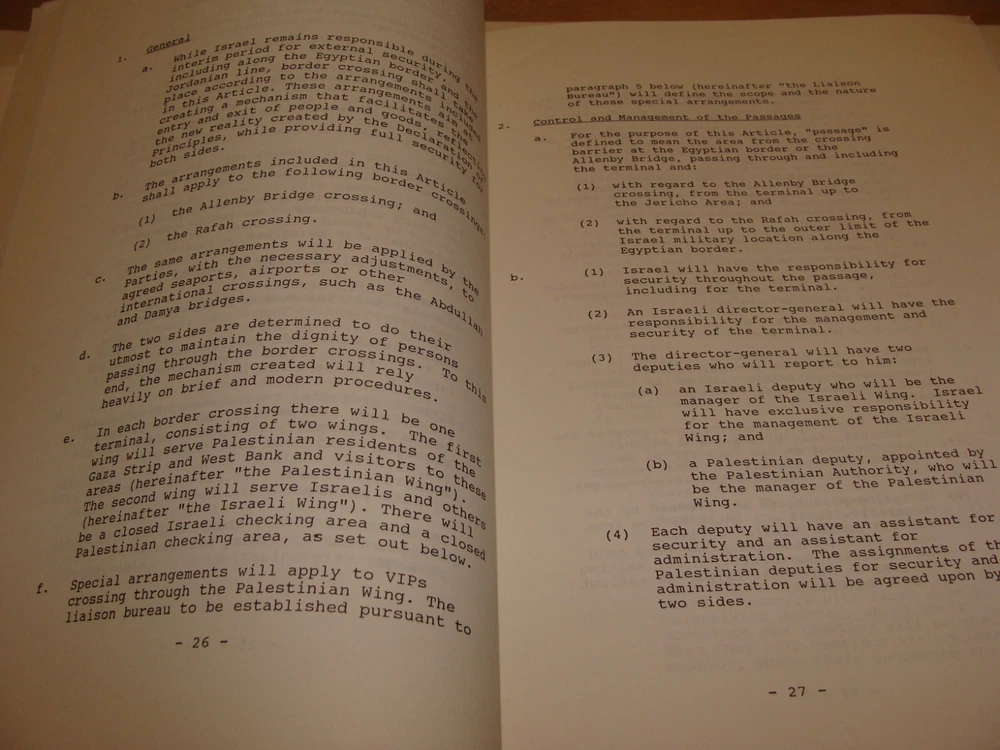 General
1. a. While Israel remains responsible during the
interim period for external security,
including along the Egyptian border, and
Jordanian line, border crossing shall take
place according to the arrangements included
in this Article. These arrangements aim at
creating a mechanism that facilitates the
entry and exit of people and goods, reflecting
the new reality created by the Declaration of
Principles, while providing full security for
both sides.
b. The arrangements included in this Article
shall apply to the following border crossings:
(1) the Allenby Bridge crossing; and
(2) the Rafah crossing.
c. The same arrangements will be applied by the
Parties, with the necessary adjustments, to
agreed seaports, airports or other
international crossings, such as the Abdullah
and Damya bridges.
d. The two sides are determined to do their
utmost to maintain the dignity of persons
passing through the border crossings. To this
end, the mechanism created will rely
heavily on brief and modern procedures.
e. In each border crossing there will be one
terminal, consisting of two wings. The first
wing will serve Palestinian residents of the
Gaza Strip and West Bank and visitors to these
areas (hereinafter "the Palestinian Wing").
The second wing will serve Israelis and others
(hereinafter "the Israeli Wing"). There will
be a closed Israeli checking area and a closed
Palestinian checking area, as set out below.
f. Special arrangements will apply to VIPs
crossing through the Palestinian Wing. The
liaison bureau to be established pursuant to
- 26 -
paragraph 5 below (hereinafter "the Liaison
Bureau") will define the scope and the nature
of these special arrangements.
2. Control and Management of the Passages
a. For the purpose of this Article, "passage" is
defined to mean the area from the crossing
barrier at the Egyptian border or the
Allenby Bridge, passing through and including
the terminal and:
(1) with regard to the Allenby Bridge
crossing, from the terminal up to
the Jericho Area; and
(2) with regard to the Rafah crossing, from
the terminal up to the outer limit of the
Israel military location along the
Egyptian border.
b. (1) Israel will have the responsibility for
security throughout the passage,
including for the terminal.
(2) An Israeli director-general will have the
responsibility for the management and
security of the terminal.
(3) The director-general will have two
deputies who will report to him:
(a) an Israeli deputy who will be the
manager of the Israeli Wing. Israel
will have exclusive responsibility
for the management of the Israeli
Wing; and
(b) a Palestinian deputy, appointed by
the Palestinian Authority, who will
be the manager of the Palestinian
Wing.
(4) Each deputy will have an assistant for
security and an assistant for
administration. The assignments of th
Palestinian deputies for security and
administration will be agreed upon by
two sides.
- 27 -